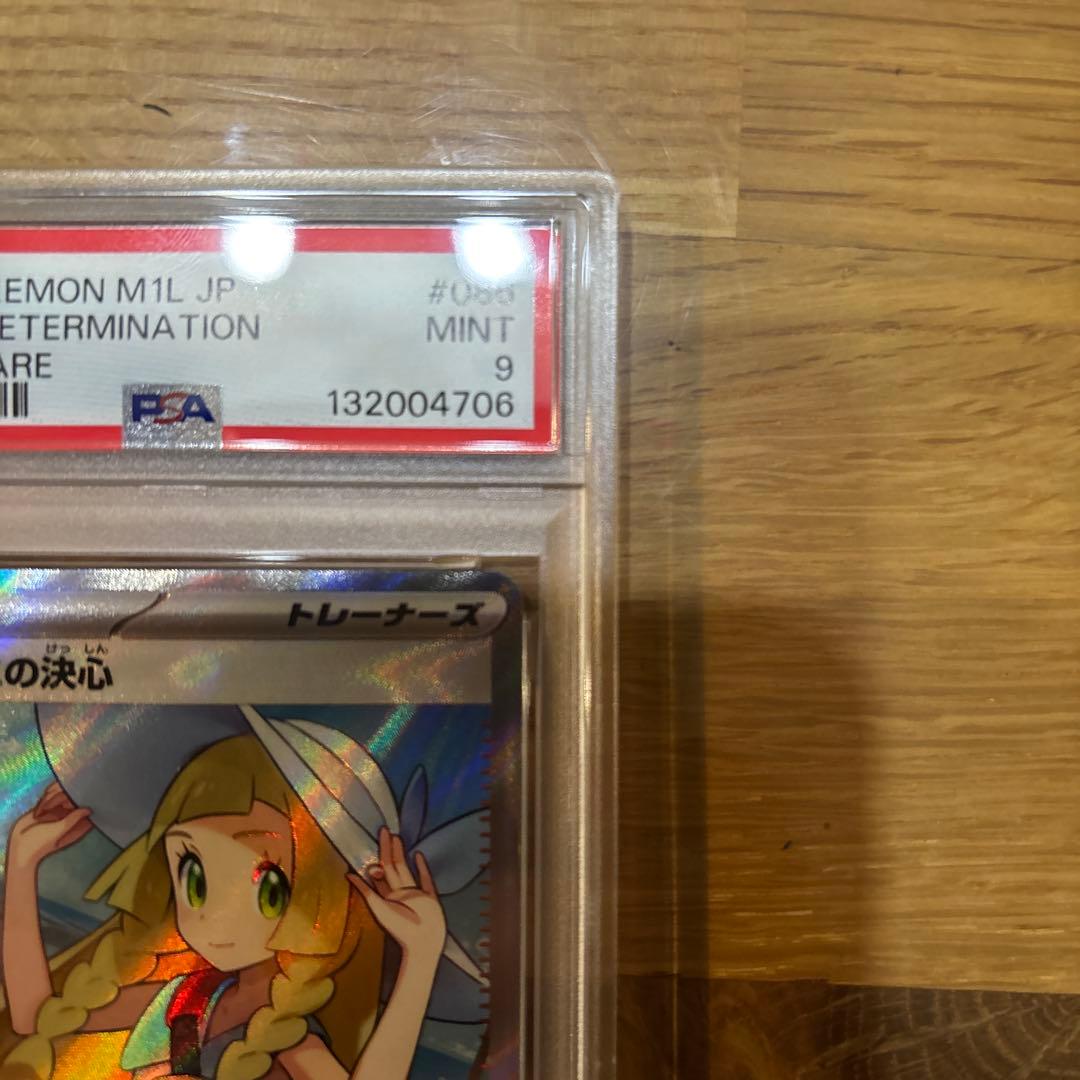 EMON M1L JP
ETERMINATION
ARE
MINT
9
PSA
132004706
トレーナーズ
けっ しん
の決心